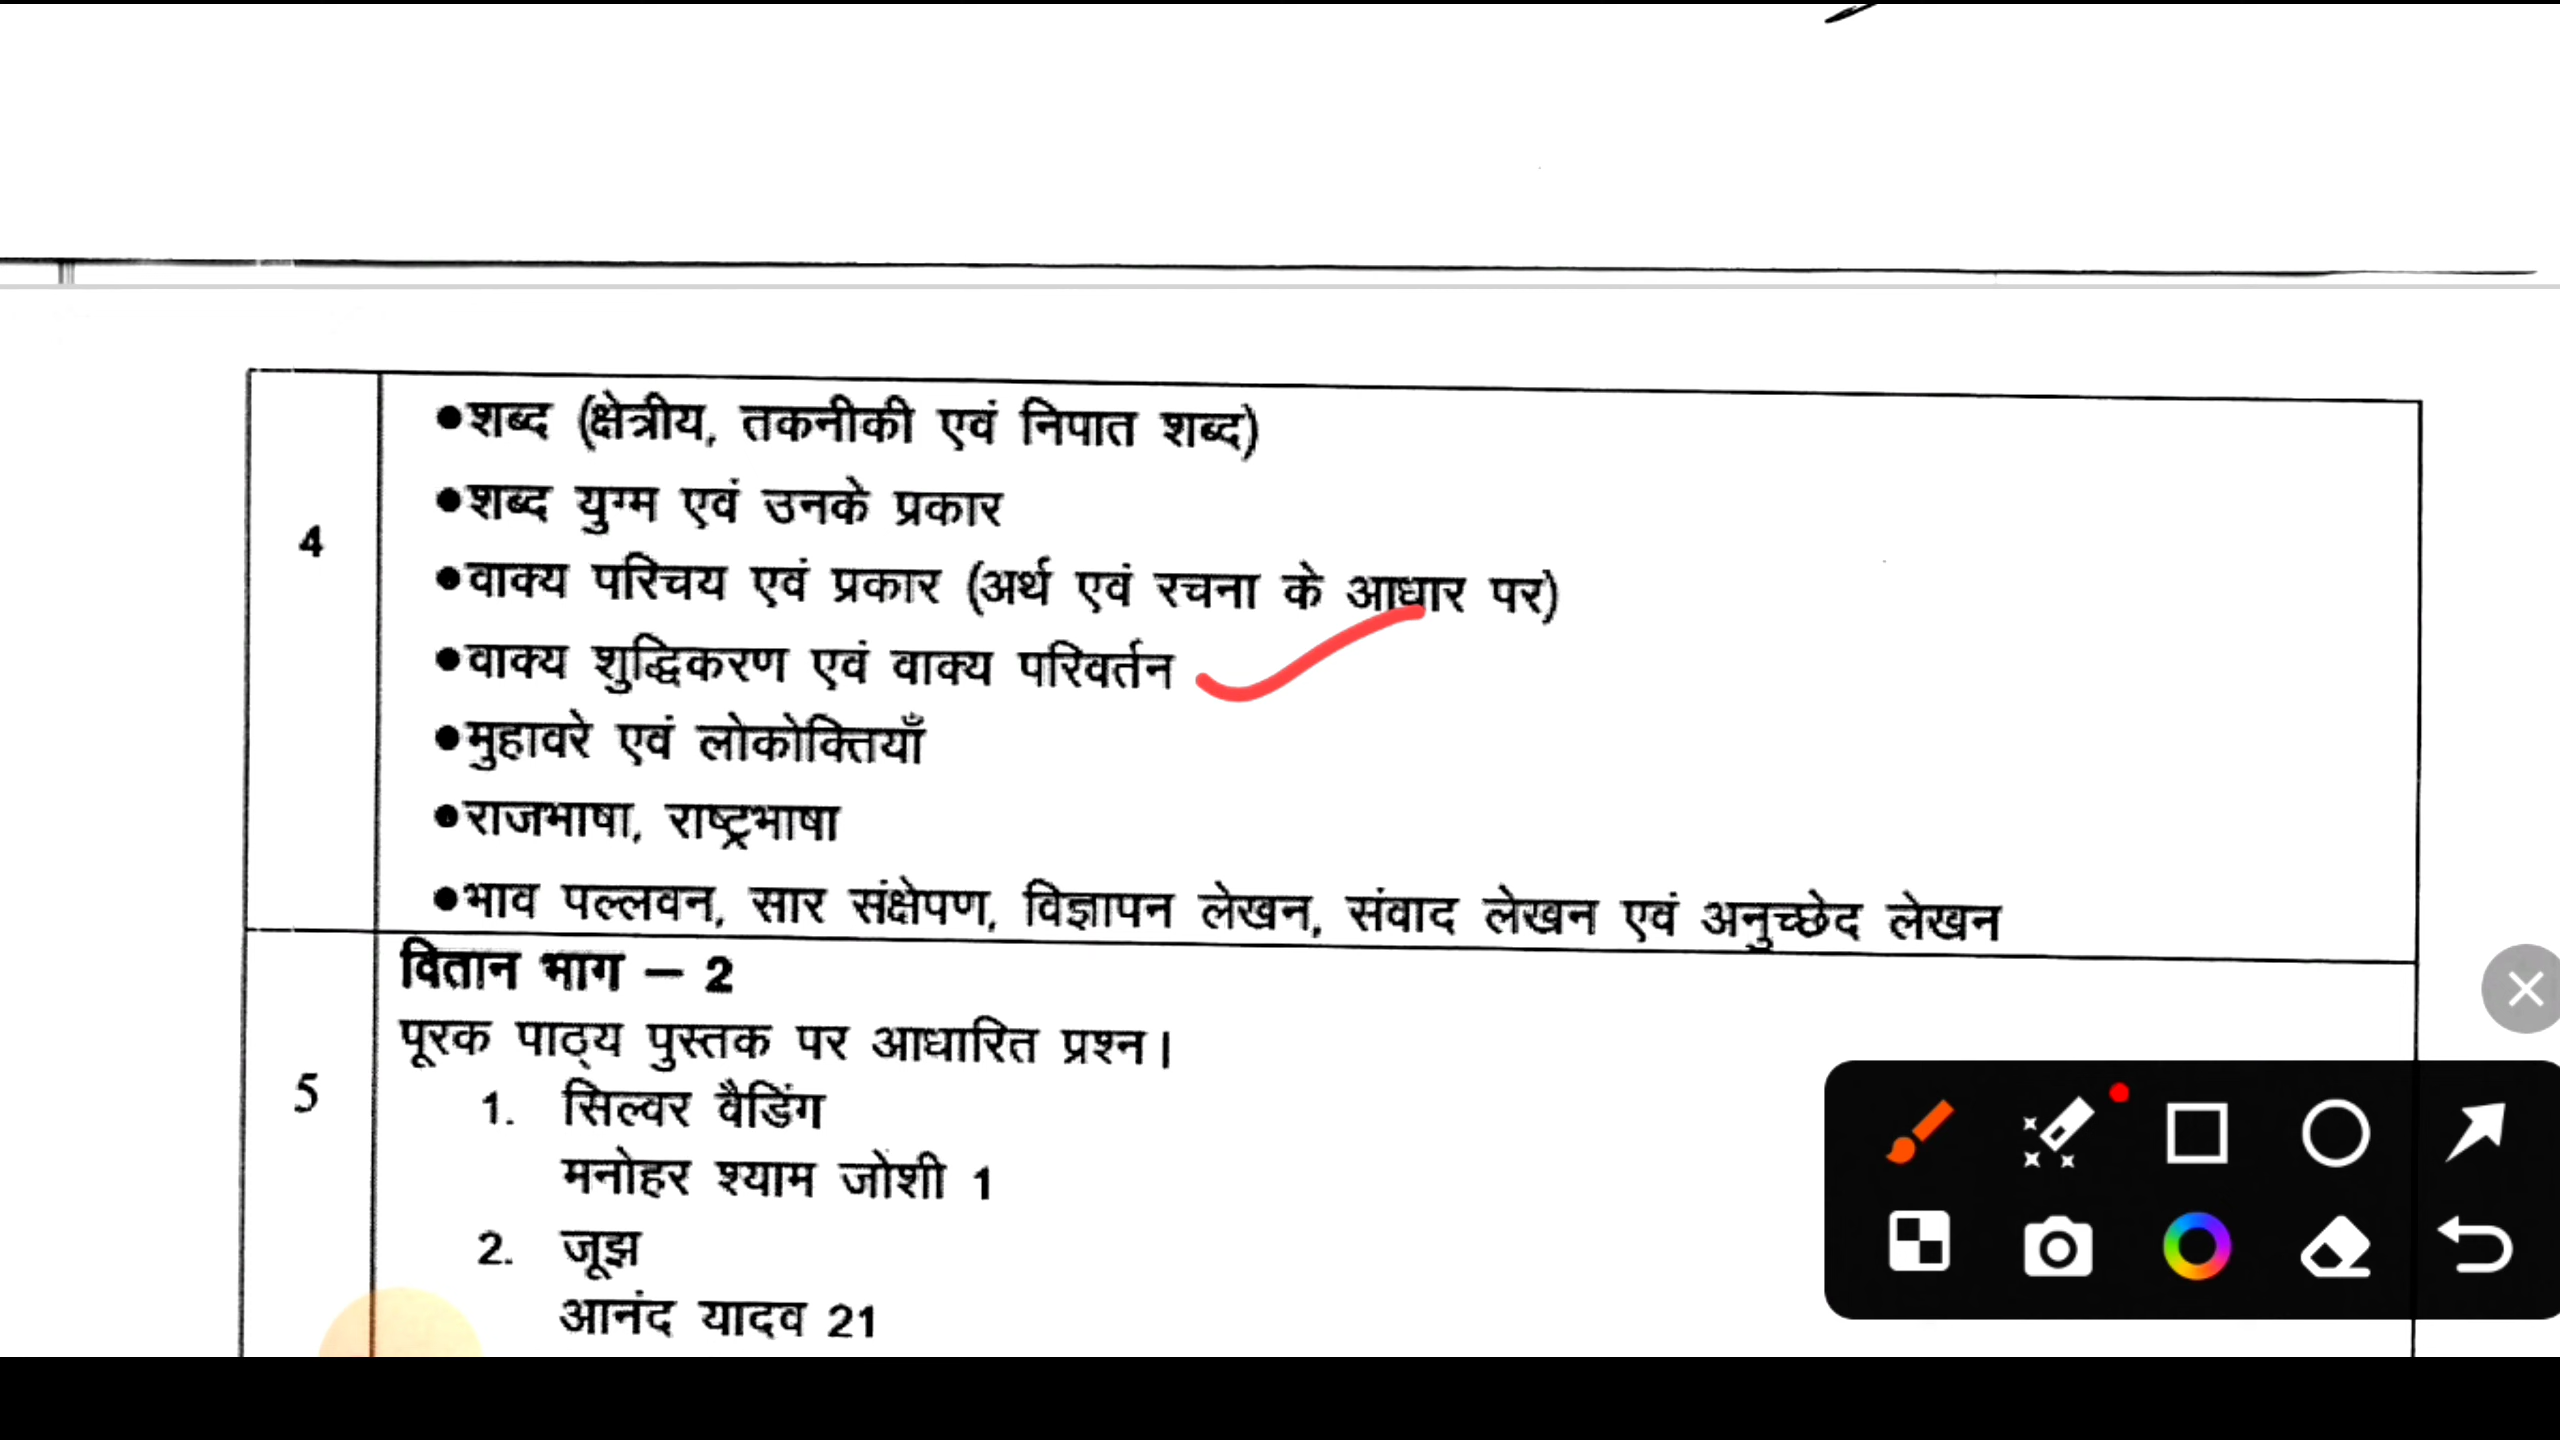 4
●शब्द (क्षेत्रीय, तकनीकी एवं निपात शब्द)
●शब्द युग्म एवं उनके प्रकार
●वाक्य परिचय एवं प्रकार (अर्थ एवं रचना के आधार पर)
●वाक्य शुद्धिकरण एवं वाक्य परिवर्तन
●मुहावरे एवं लोकोक्तियाँ
●राजभाषा, राष्ट्रभाषा
●भाव पल्लवन, सार संक्षेपण, विज्ञापन लेखन, संवाद लेखन एवं अनुच्छेद लेखन
5
वितान भाग – 2
पूरक पाठ्य पुस्तक पर आधारित प्रश्न।
1. सिल्वर वैडिंग
मनोहर श्याम जोशी 1
2. जूझ
आनंद यादव 21